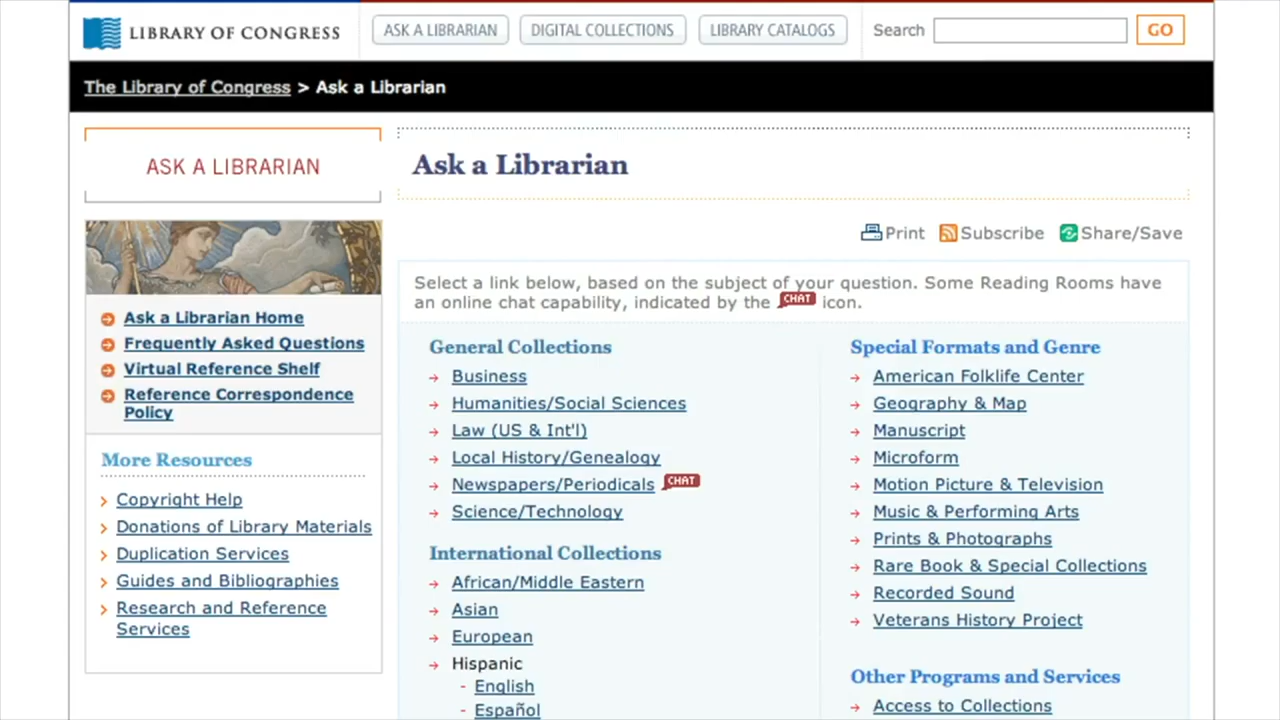 LIBRARY OF CONGRESS
ASK A LIBRARIAN
DIGITAL COLLECTIONS
LIBRARY CATALOGS
Search
GO
The Library of Congress > Ask a Librarian
ASK A LIBRARIAN
Ask a Librarian Home
Frequently Asked Questions
Virtual Reference Shelf
Reference Correspondence
Policy
More Resources
Copyright Help
Donations of Library Materials
Duplication Services
Guides and Bibliographies
Research and Reference
Services
Ask a Librarian
Print
Subscribe
Share/Save
Select a link below, based on the subject of your question. Some Reading Rooms have
an online chat capability, indicated by the CHAT icon.
General Collections
Business
Humanities/Social Sciences
Law (US & Int'l)
Local History/Genealogy
Newspapers/Periodicals CHAT
Science/Technology
International Collections
African/Middle Eastern
Asian
European
Hispanic
- English
- Español
Special Formats and Genre
American Folklife Center
Geography & Map
Manuscript
Microform
Motion Picture & Television
Music & Performing Arts
Prints & Photographs
Rare Book & Special Collections
Recorded Sound
Veterans History Project
Other Programs and Services
Access to Collections